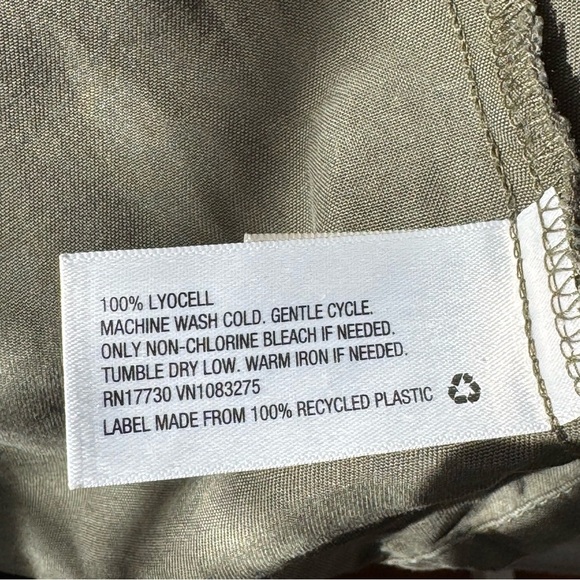 100% LYOCELL
MACHINE WASH COLD. GENTLE CYCLE.
ONLY NON-CHLORINE BLEACH IF NEEDED.
TUMBLE DRY LOW. WARM IRON IF NEEDED.
RN17730 VN1083275
LABEL MADE FROM 100% RECYCLED PLASTIC